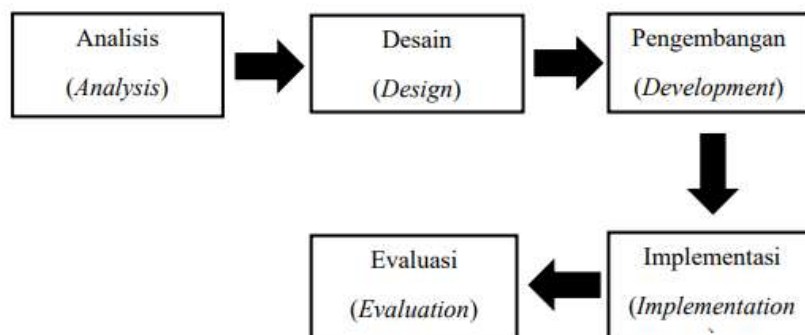 Analisis
(Analysis)
Desain
(Design)
Pengembangan
(Development)
Implementasi
(Implementation
Evaluasi
(Evaluation)